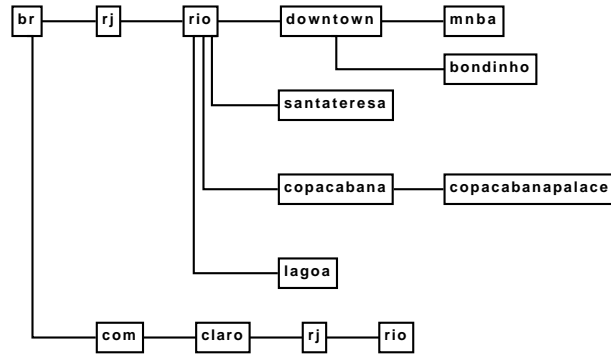 br rj rio downtown mnba
bondinho
santateresa
copacabana copacabanapalace
lagoa
com claro rj rio